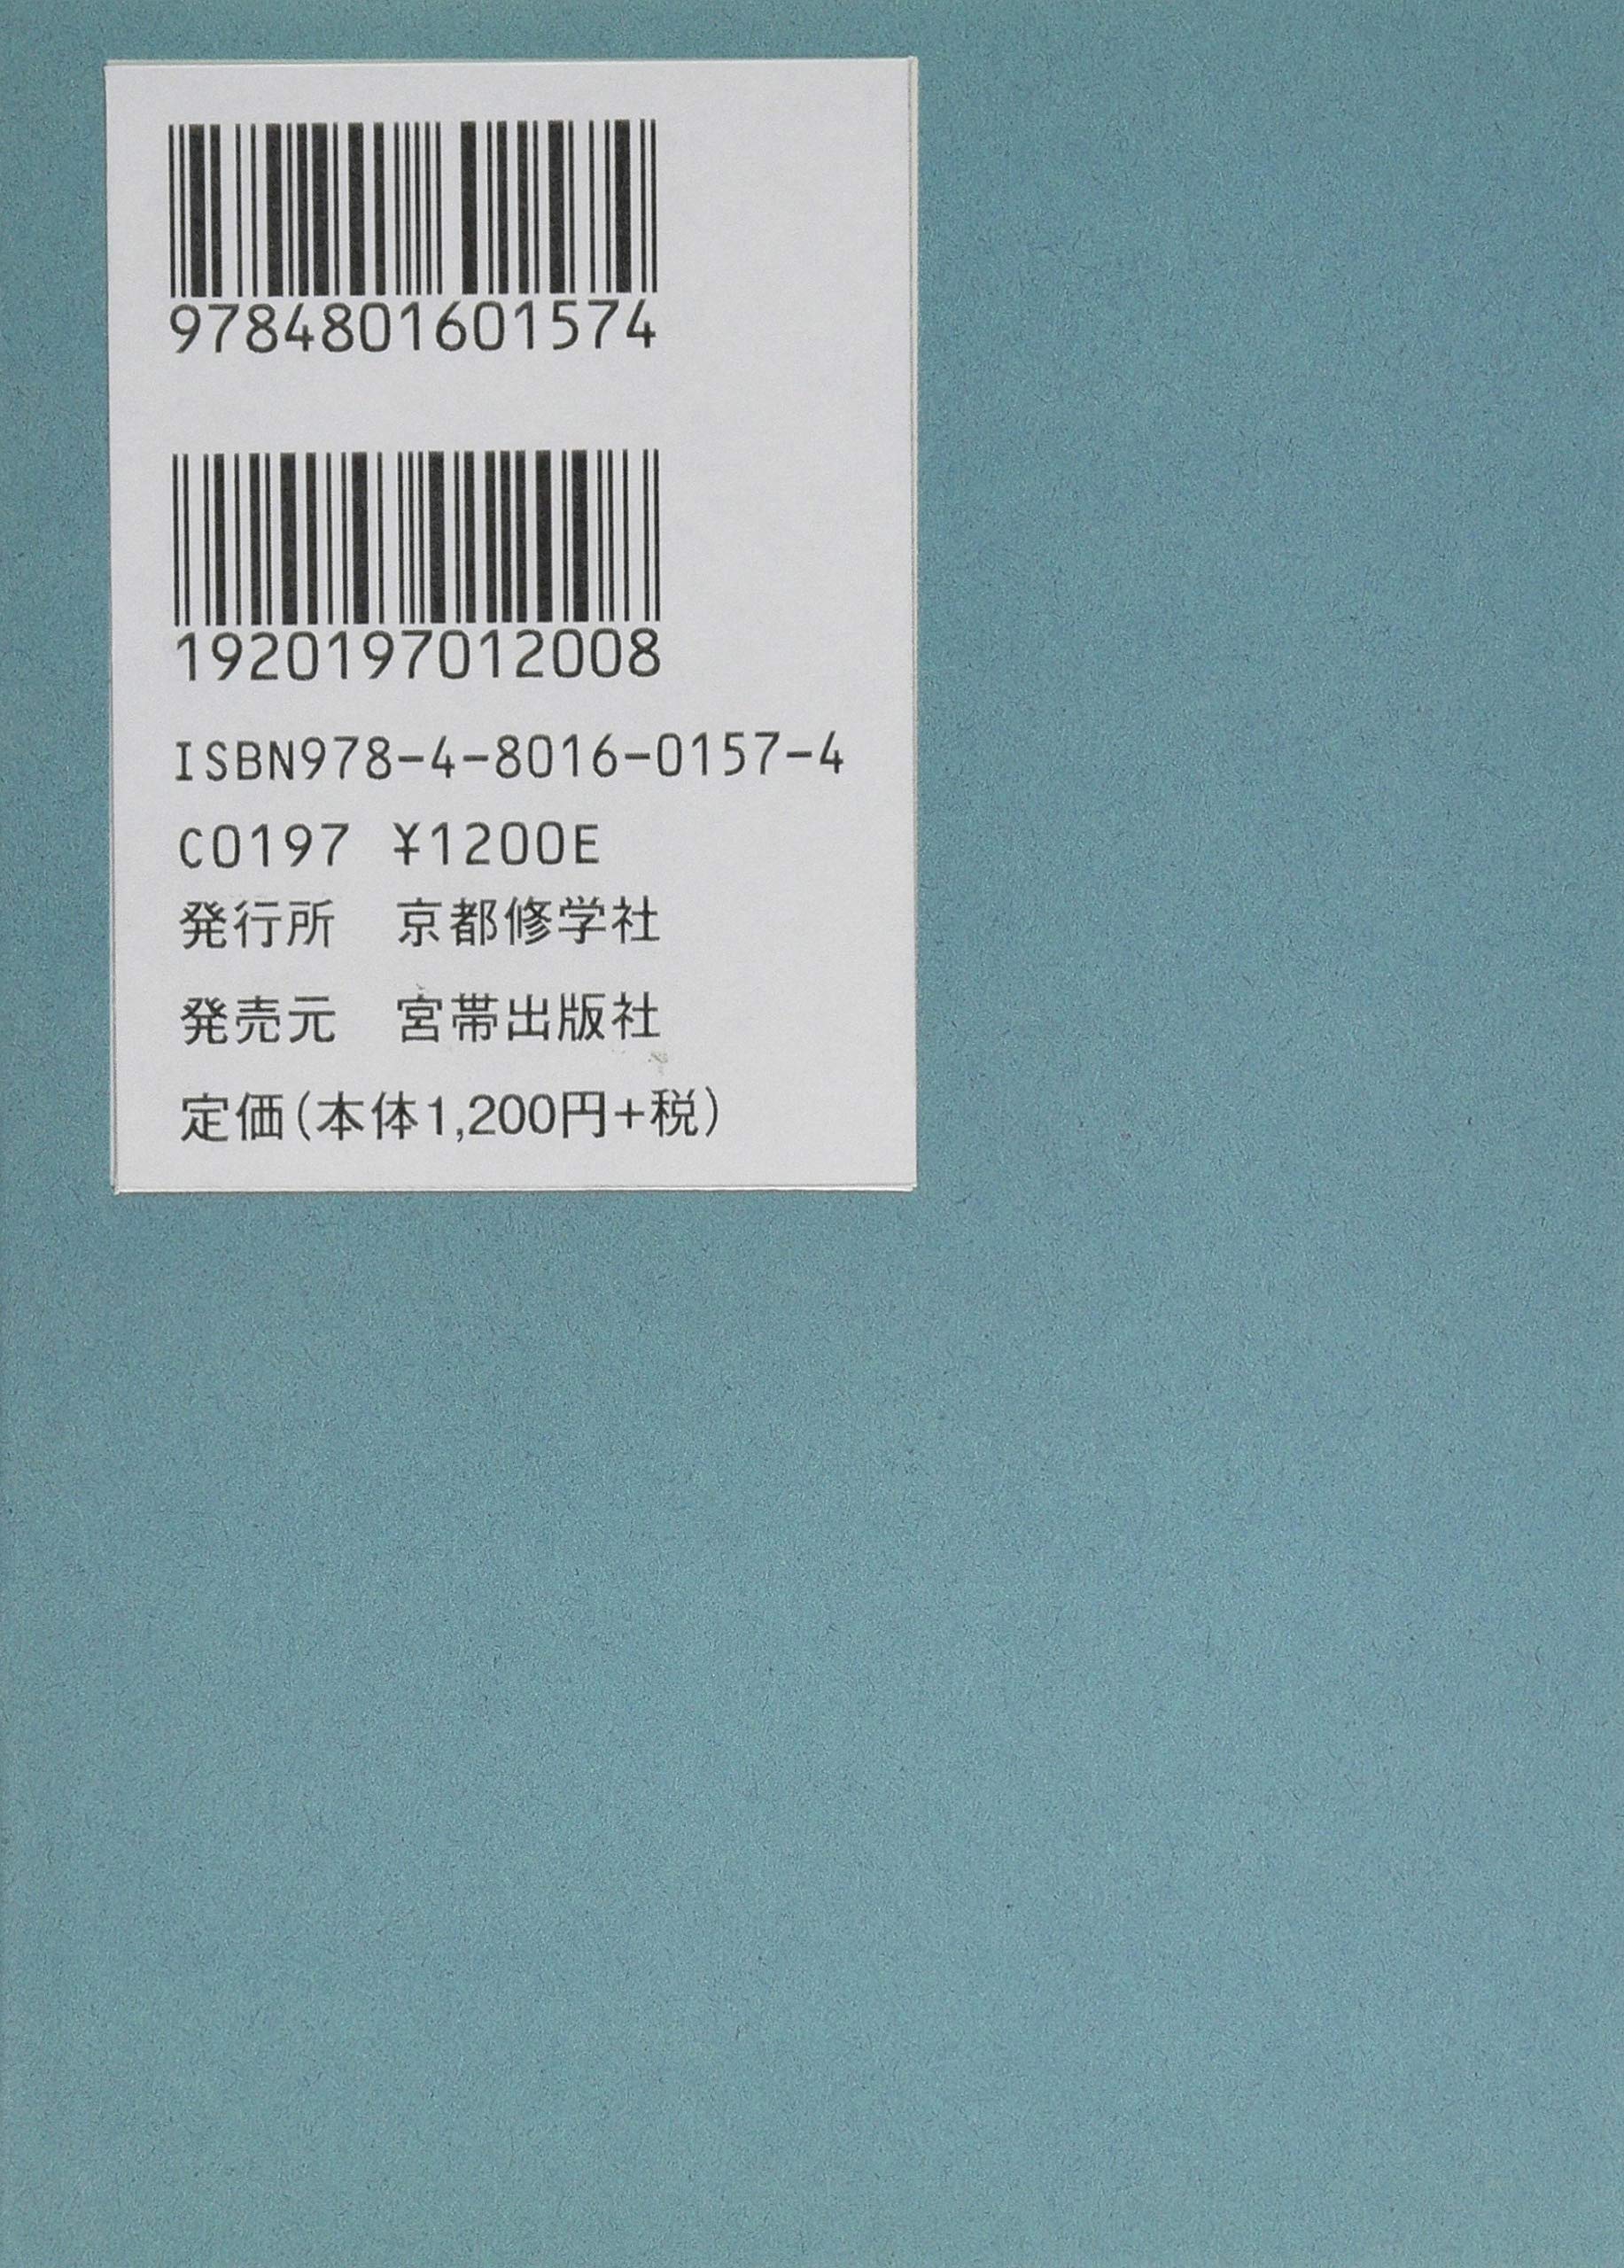 9784801601574
1920197012008
ISBN978-4-8016-0157-4
C0197 ¥1200E
発行所　京都修学社
発売元　宮帯出版社
定価(本体1,200円+税)